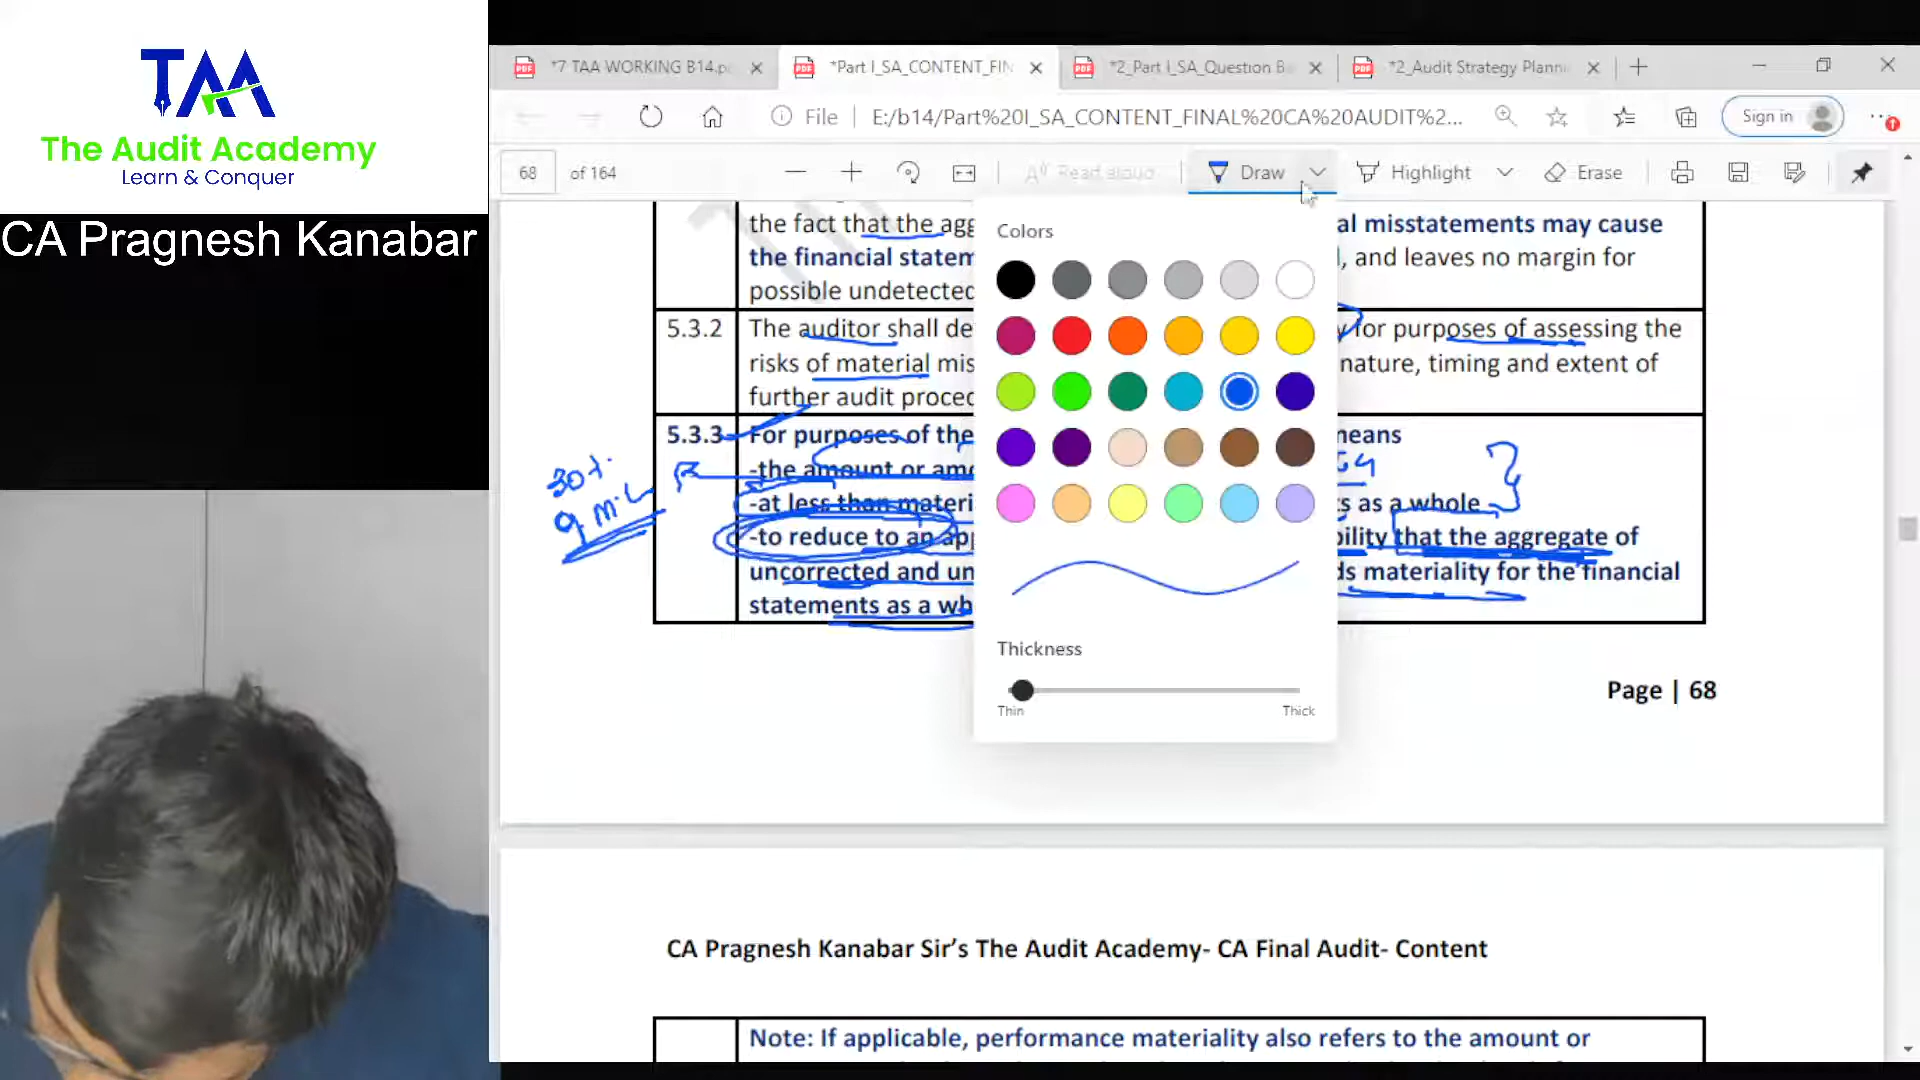 TAA
The Audit Academy
Learn & Conquer
CA Pragnesh Kanabar
*7 TAA WORKING B14.p
*Part I_SA_CONTENT_FIN
*2_Part I_SA_Question B
*2_Audit Strategy Plann
File
E:/b14/Part%20I_SA_CONTENT_FINAL%20CA%20AUDIT%2...
Sign in
68 of 164
Read aloud
Draw
Highlight
Erase
the fact that the agg
al misstatements may cause
the financial statem
, and leaves no margin for
possible undetected
5.3.2 The auditor shall de
for purposes of assessing the
risks of material mis
nature, timing and extent of
further audit proced
5.3.3 For purposes of the
means
-the amount or amo
-at less than materi
s as a whole
-to reduce to an app
bility that the aggregate of
uncorrected and un
ds materiality for the financial
statements as a wh
30%
of M.L
Colors
Thickness
Thin
Thick
Page | 68
CA Pragnesh Kanabar Sir's The Audit Academy- CA Final Audit- Content
Note: If applicable, performance materiality also refers to the amount or